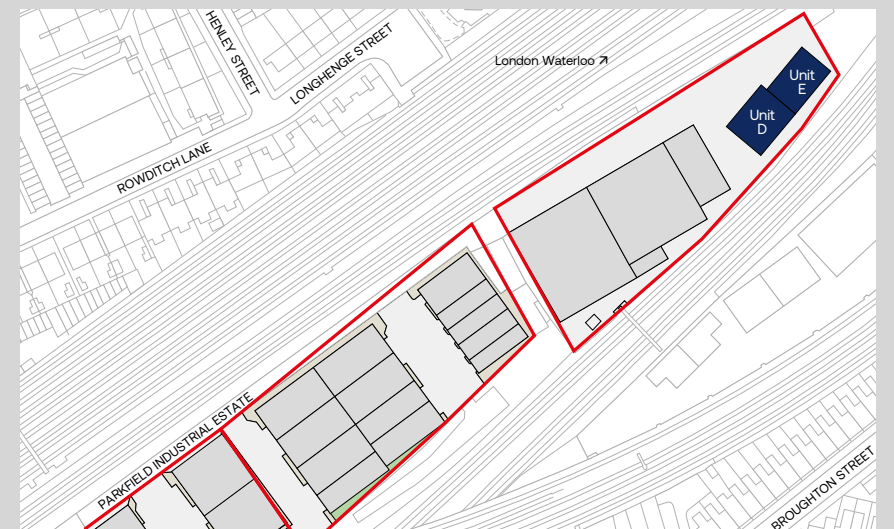 HENLEY STREET
LONGHENGE STREET
London Waterloo ↗
Unit
E
Unit
D
ROWDITCH LANE
PARKFIELD INDUSTRIAL ESTATE
BROUGHTON STREET